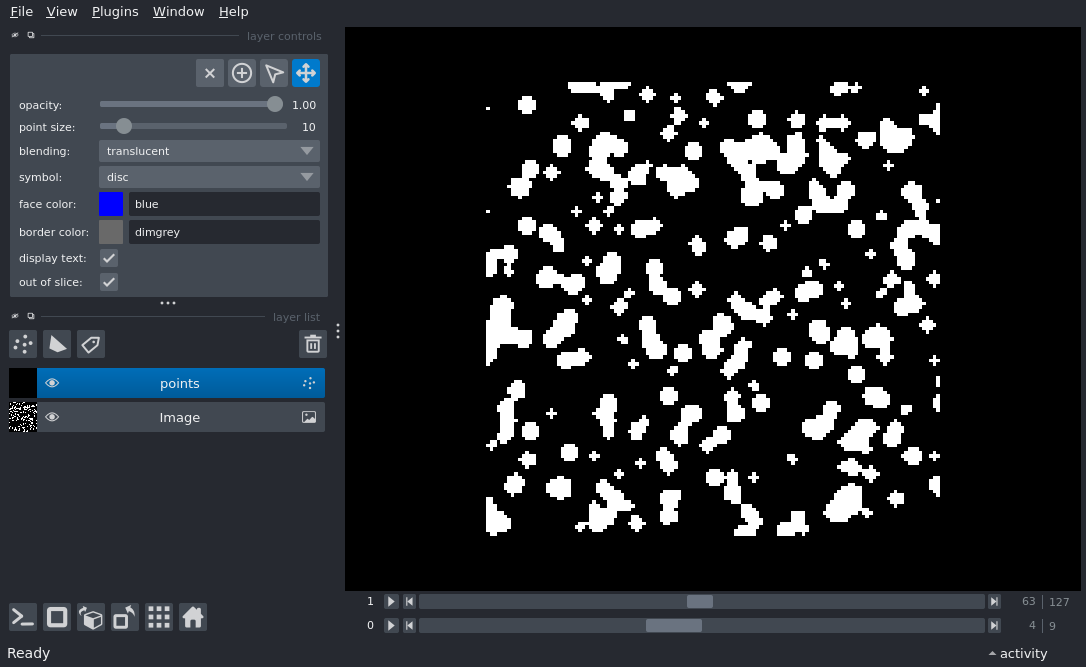 File View Plugins Window Help
layer controls
opacity: 1.00
point size: 10
blending: translucent
symbol: disc
face color: blue
border color: dimgrey
display text:
out of slice:
layer list
points
Image
1 63 127
0 4 9
Ready activity